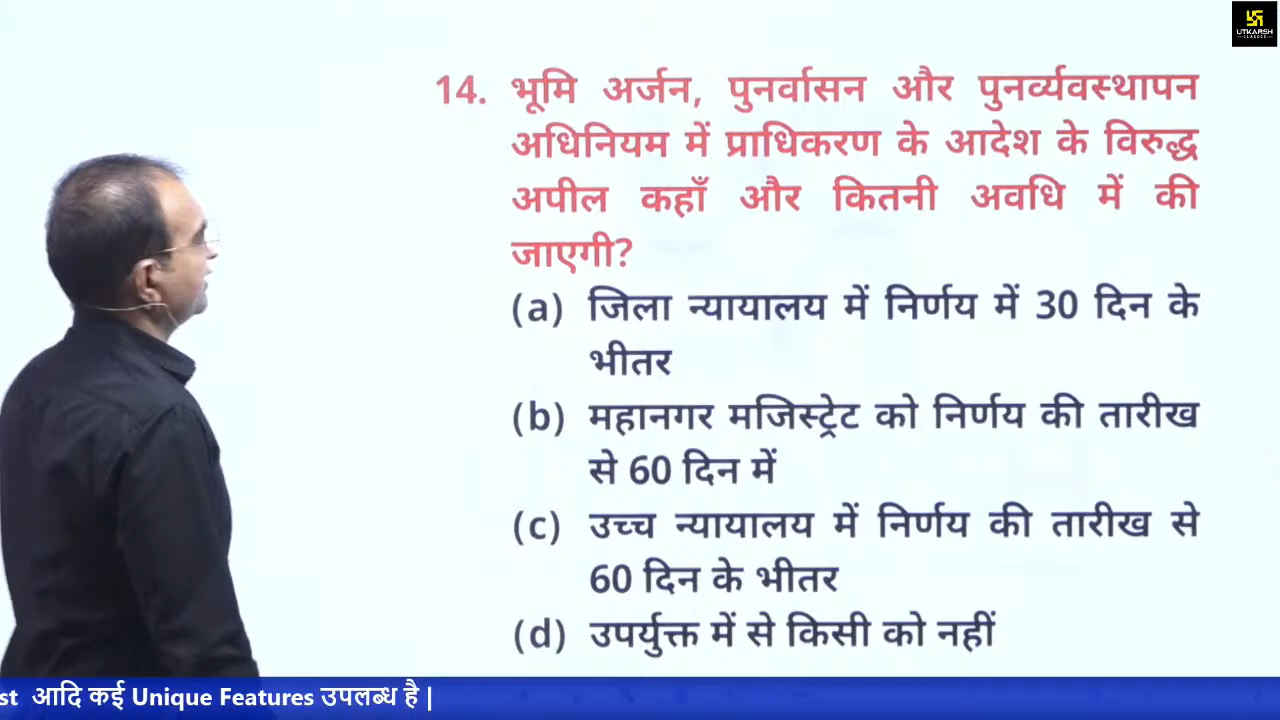 UTKARSH
CLASSES
14. भूमि अर्जन, पुनर्वासन और पुनर्व्यवस्थापन
अधिनियम में प्राधिकरण के आदेश के विरुद्ध
अपील कहाँ और कितनी अवधि में की
जाएगी?
(a) जिला न्यायालय में निर्णय में 30 दिन के
भीतर
(b) महानगर मजिस्ट्रेट को निर्णय की तारीख
से 60 दिन में
(c) उच्च न्यायालय में निर्णय की तारीख से
60 दिन के भीतर
(d) उपर्युक्त में से किसी को नहीं
st आदि कई Unique Features उपलब्ध है |